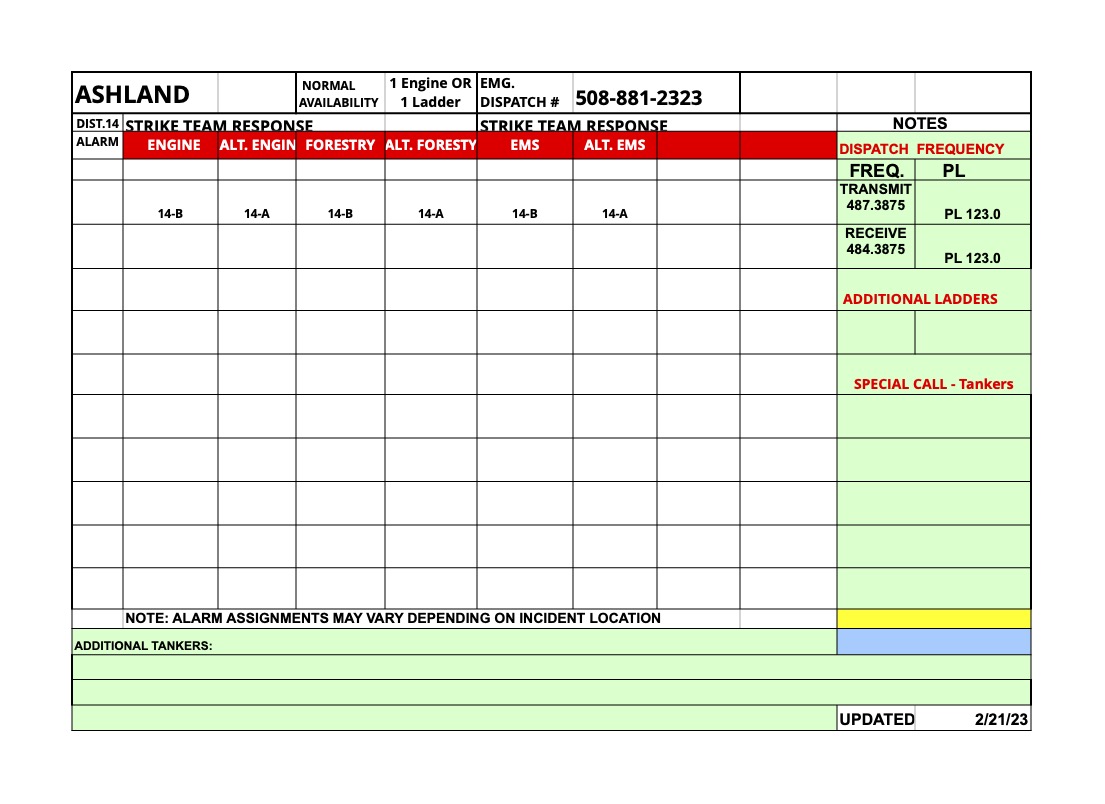 ASHLAND
NORMAL AVAILABILITY
1 Engine OR 1 Ladder
EMG. DISPATCH #
508-881-2323
DIST.14
STRIKE TEAM RESPONSE
STRIKE TEAM RESPONSE
NOTES
ALARM
ENGINE
ALT. ENGIN
FORESTRY
ALT. FORESTY
EMS
ALT. EMS
DISPATCH FREQUENCY
FREQ.
PL
14-B
14-A
14-B
14-A
14-B
14-A
TRANSMIT
487.3875
PL 123.0
RECEIVE
484.3875
PL 123.0
ADDITIONAL LADDERS
SPECIAL CALL - Tankers
NOTE: ALARM ASSIGNMENTS MAY VARY DEPENDING ON INCIDENT LOCATION
ADDITIONAL TANKERS:
UPDATED
2/21/23